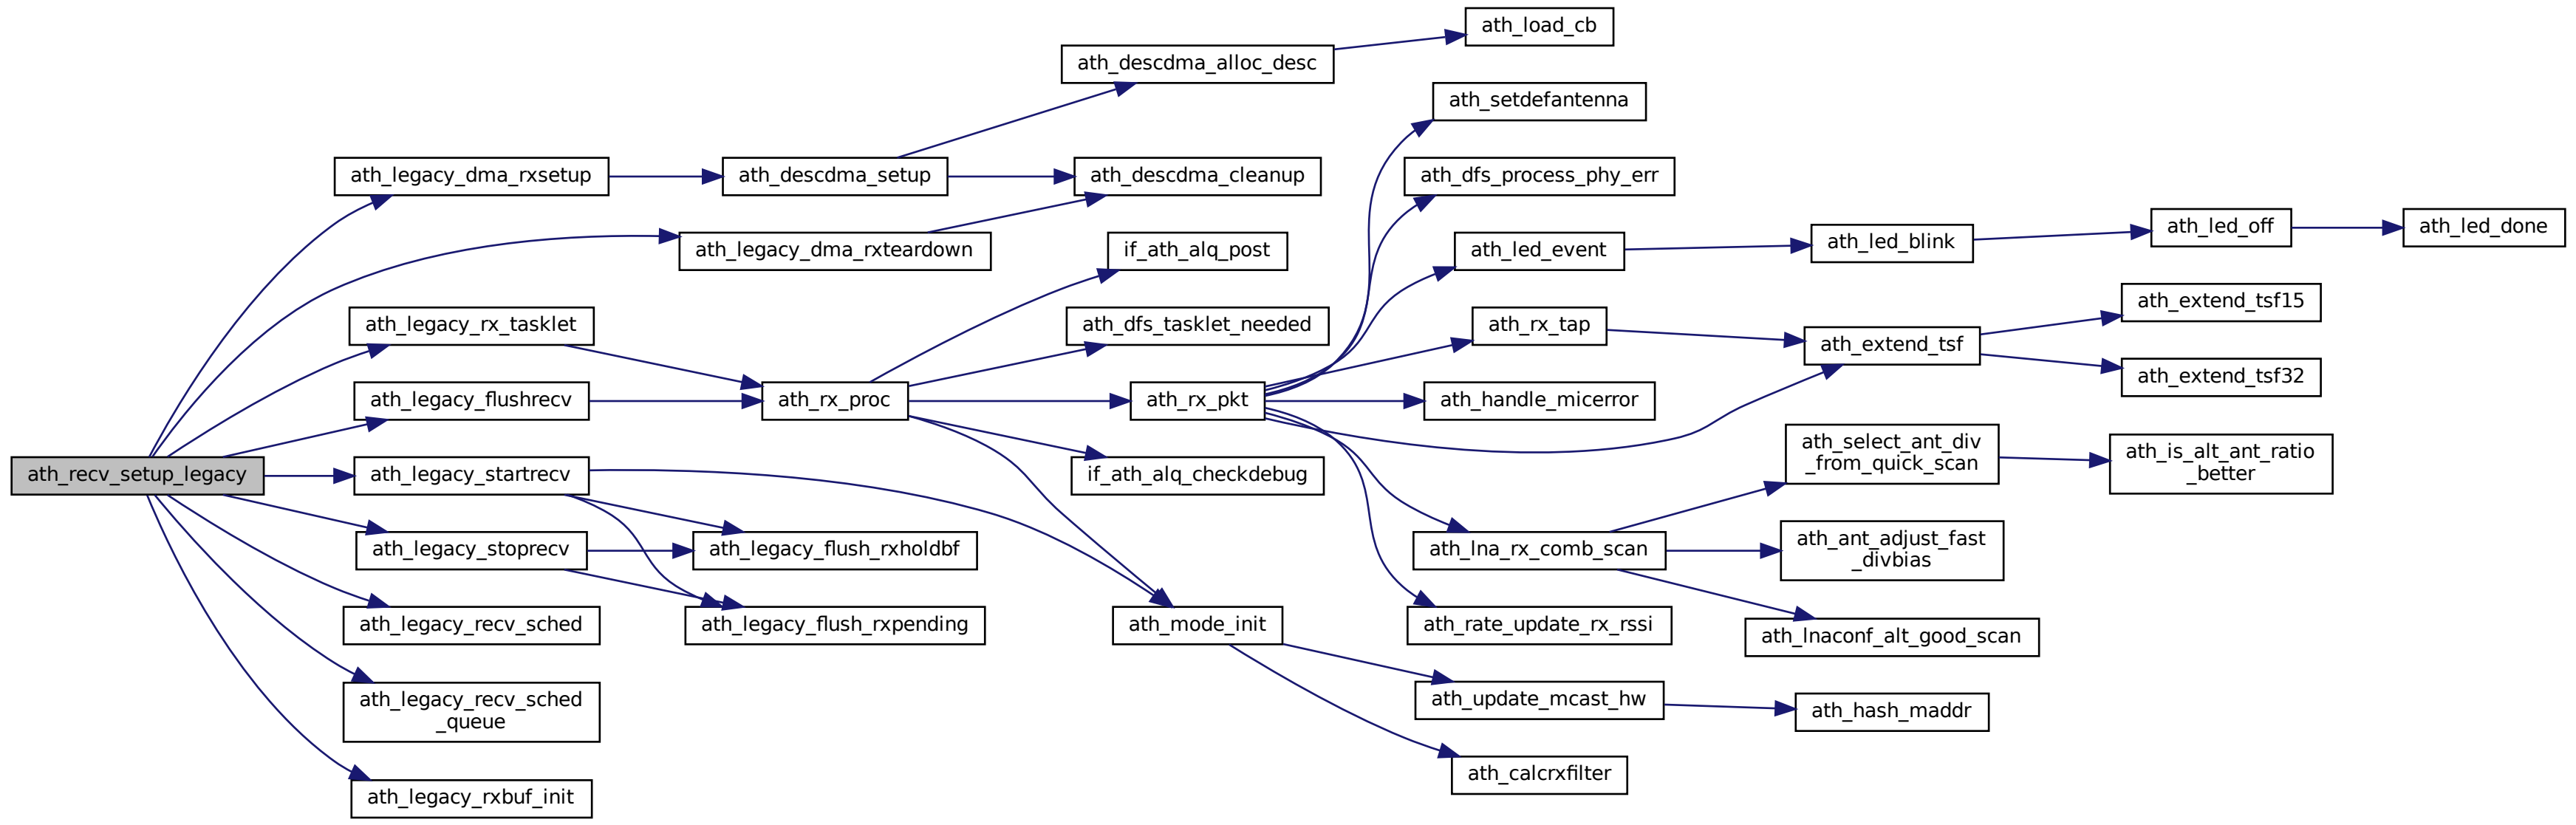 ath_recv_setup_legacy
ath_legacy_dma_rxsetup
ath_descdma_setup
ath_descdma_alloc_desc
ath_load_cb
ath_descdma_cleanup
ath_legacy_dma_rxteardown
ath_legacy_rx_tasklet
ath_rx_proc
if_ath_alq_post
ath_dfs_tasklet_needed
ath_rx_pkt
ath_setdefantenna
ath_dfs_process_phy_err
ath_led_event
ath_led_blink
ath_led_off
ath_led_done
ath_rx_tap
ath_extend_tsf
ath_extend_tsf15
ath_extend_tsf32
ath_handle_micerror
ath_lna_rx_comb_scan
ath_select_ant_div
_from_quick_scan
ath_is_alt_ant_ratio
_better
ath_ant_adjust_fast
_divbias
ath_lnaconf_alt_good_scan
ath_rate_update_rx_rssi
if_ath_alq_checkdebug
ath_mode_init
ath_update_mcast_hw
ath_hash_maddr
ath_calcrxfilter
ath_legacy_flushrecv
ath_legacy_startrecv
ath_legacy_flush_rxholdbf
ath_legacy_flush_rxpending
ath_legacy_stoprecv
ath_legacy_recv_sched
ath_legacy_recv_sched
_queue
ath_legacy_rxbuf_init